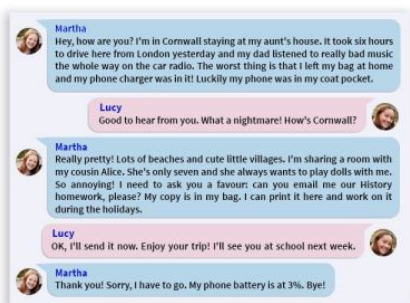 Martha
Hey, how are you? I'm in Cornwall staying at my aunt's house. It took six hours
to drive here from London yesterday and my dad listened to really bad music
the whole way on the car radio. The worst thing is that I left my bag at home
and my phone charger was in it! Luckily my phone was in my coat pocket.
Lucy
Good to hear from you. What a nightmare! How's Cornwall?
Martha
Really pretty! Lots of beaches and cute little villages. I'm sharing a room with
my cousin Alice. She's only seven and she always wants to play dolls with me.
So annoying! I need to ask you a favour: can you email me our History
homework, please? My copy is in my bag. I can print it here and work on it
during the holidays.
Lucy
OK, I'll send it now. Enjoy your trip! I'll see you at school next week.
Martha
Thank you! Sorry, I have to go. My phone battery is at 3%. Bye!